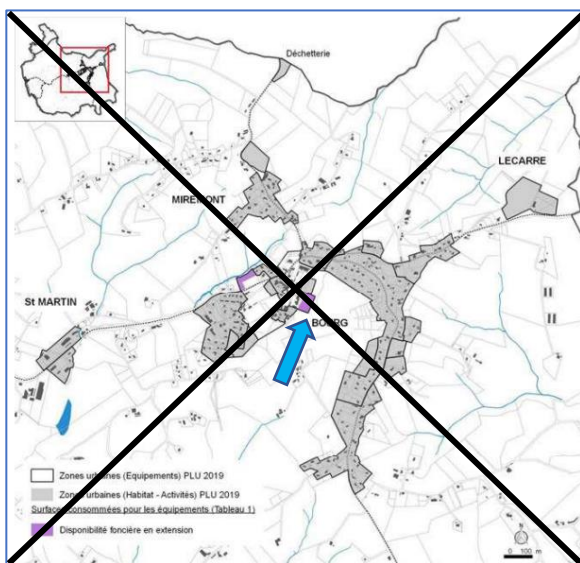 Déchetterie
LECARRE
MIREMONT
St MARTIN
BOURG
Zones urbaines (Equipements) PLU 2019
Zones urbaines (Habitat - Activités) PLU 2019
Surfaces consommées pour les équipements (Tableau 1)
Disponibilité foncière en extension
0 100 m